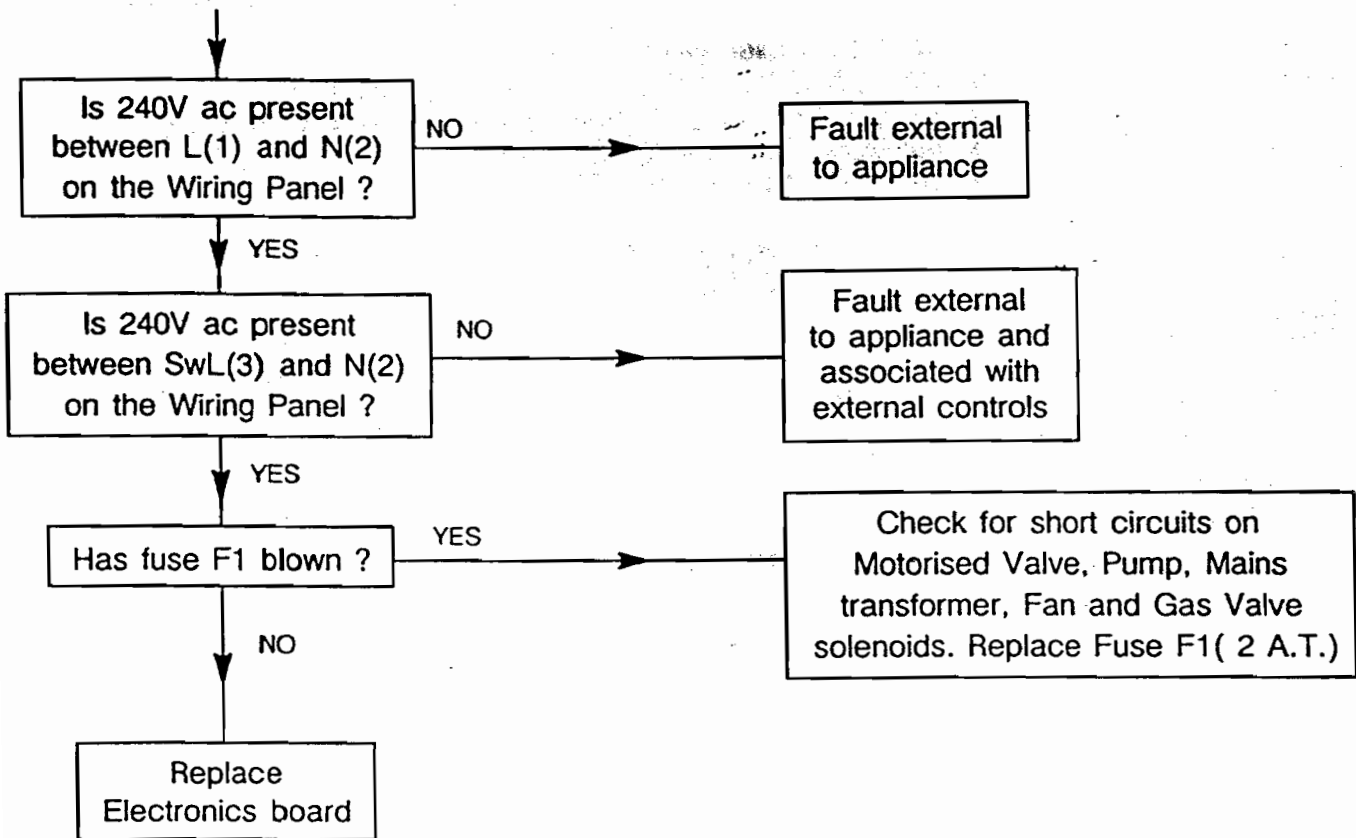 Is 240V ac present
between L(1) and N(2)
on the Wiring Panel ?
NO
Fault external
to appliance
YES
Is 240V ac present
between SwL(3) and N(2)
on the Wiring Panel ?
NO
Fault external
to appliance and
associated with
external controls
YES
Has fuse F1 blown ?
YES
Check for short circuits on
Motorised Valve, Pump, Mains
transformer, Fan and Gas Valve
solenoids. Replace Fuse F1( 2 A.T.)
NO
Replace
Electronics board